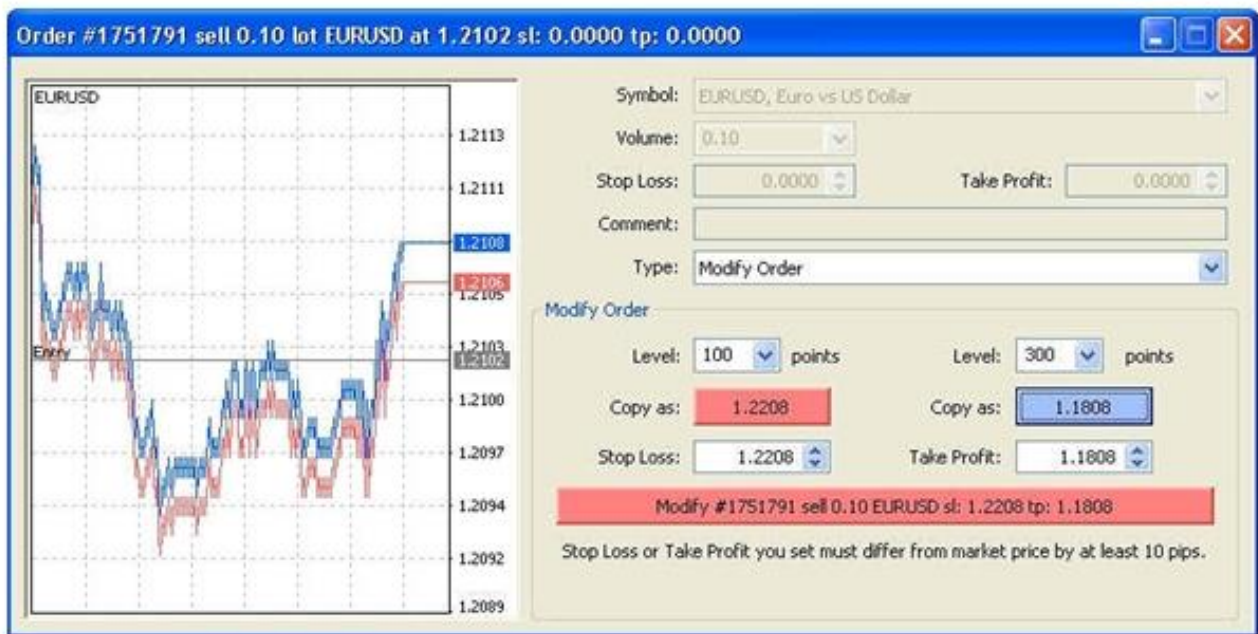 Order #1751791 sell 0.10 lot EURUSD at 1.2102 sl: 0.0000 tp: 0.0000
EURUSD
1.2113
1.2111
1.2108
1.2106
1.2105
1.2103
Entry
1.2102
1.2100
1.2097
1.2094
1.2092
1.2089
Symbol: EURUSD, Euro vs US Dollar
Volume: 0.10
Stop Loss: 0.0000 Take Profit: 0.0000
Comment:
Type: Modify Order
Modify Order
Level: 100 points Level: 300 points
Copy as: 1.2208 Copy as: 1.1808
Stop Loss: 1.2208 Take Profit: 1.1808
Modify #1751791 sell 0.10 EURUSD sl: 1.2208 tp: 1.1808
Stop Loss or Take Profit you set must differ from market price by at least 10 pips.